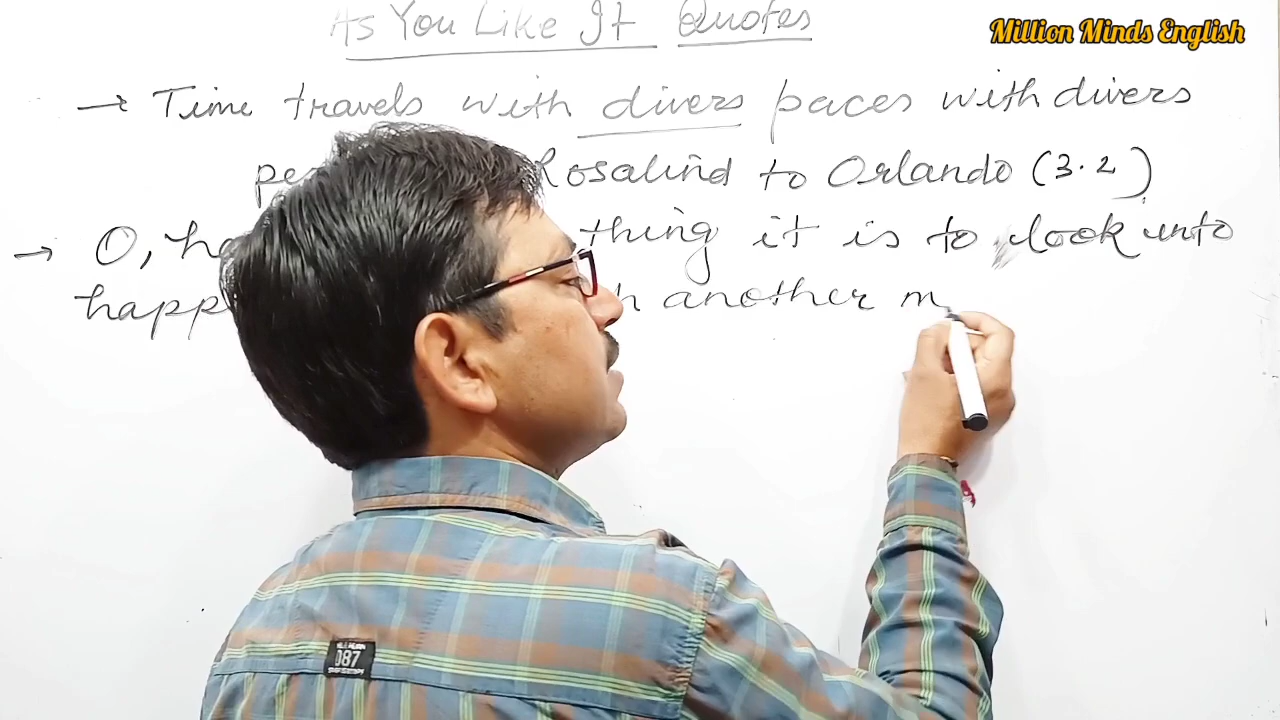 As You Like It Quotes
Million Minds English
→ Time travels with divers paces with divers
Rosalind to Orlando (3.2)
→ O, thing it is to look into
another
087